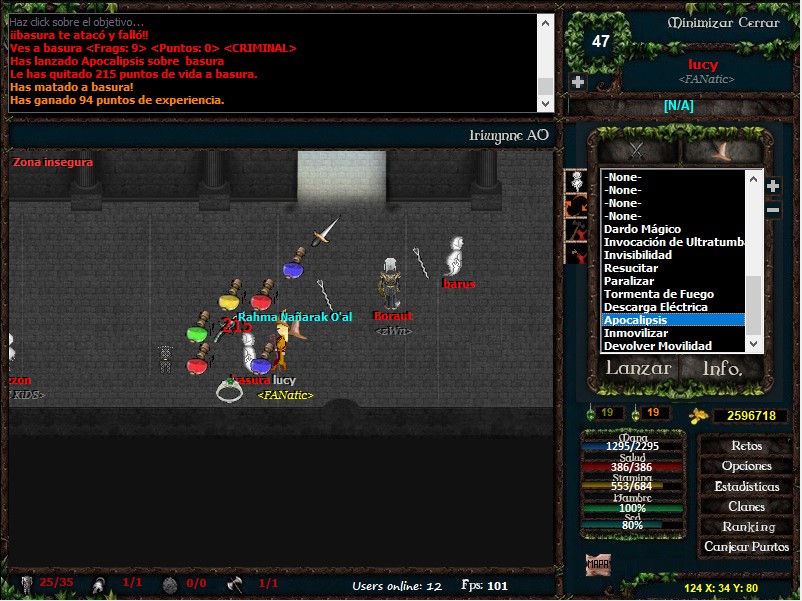 Haz click sobre el objetivo...
¡¡basura te atacó y falló!!
Ves a basura <Frags: 9> <Puntos: 0> <CRIMINAL>
Has lanzado Apocalipsis sobre basura
Le has quitado 215 puntos de vida a basura.
Has matado a basura!
Has ganado 94 puntos de experiencia.
Minimizar Cerrar
47
lucy
<FANatic>
[N/A]
Iriwynne AO
Zona insegura
barus
Boraut
<zWn>
Rahma Nañarak O'al
215
basura lucy
<FANatic>
zzon
KiDS>
-None-
-None-
-None-
-None-
Dardo Mágico
Invocación de Ultratumb
Invisibilidad
Resucitar
Paralizar
Tormenta de Fuego
Descarga Eléctrica
Apocalipsis
Inmovilizar
Devolver Movilidad
Lanzar Info.
19 19 2596718
Mana
1295/2295
Salud
386/386
Stamina
553/684
Hambre
100%
Sed
80%
Retos
Opciones
Estadísticas
Clanes
Ranking
Canjear Puntos
MAPA
25/35 1/1 0/0 1/1 Users online: 12 Fps: 101
124 X: 34 Y: 80